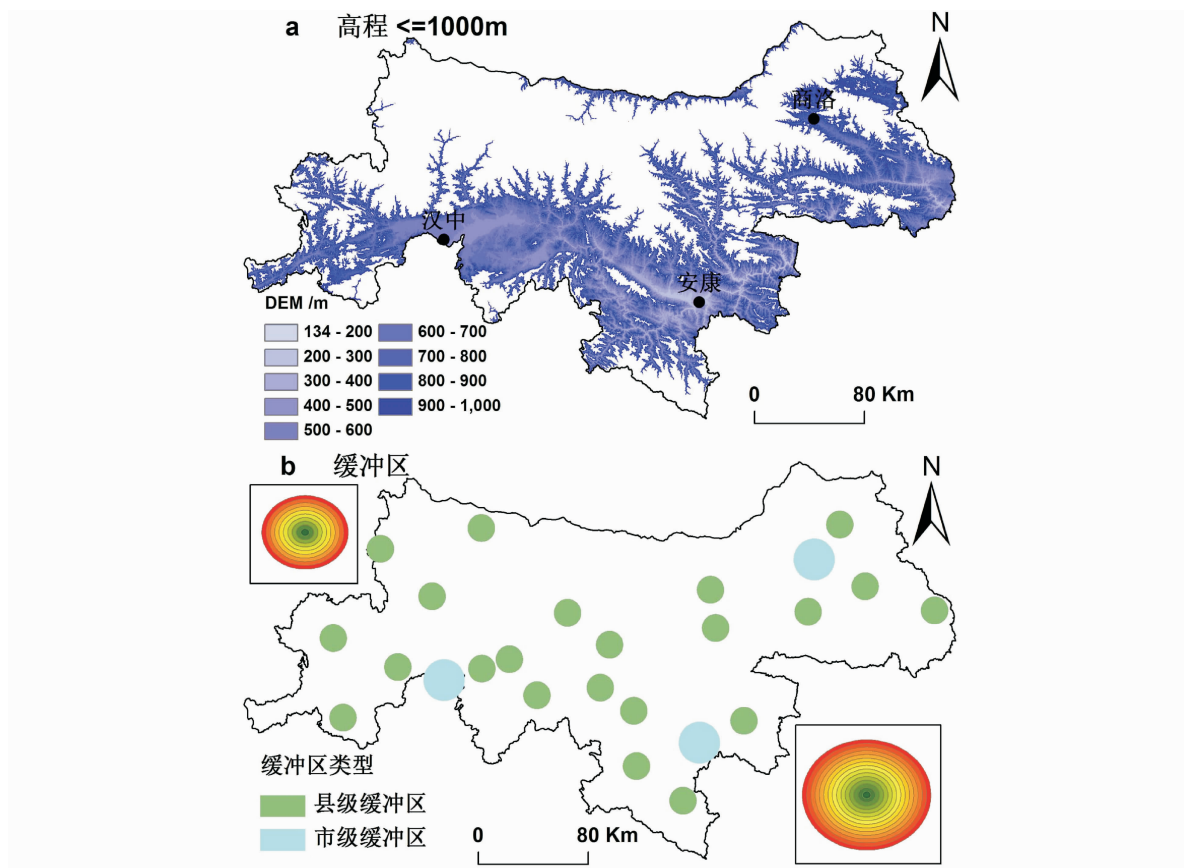 a 高程 <=1000m
N
商洛
汉中
安康
DEM /m
134 - 200
200 - 300
300 - 400
400 - 500
500 - 600
600 - 700
700 - 800
800 - 900
900 - 1,000
0 80 Km
b 缓冲区
N
缓冲区类型
县级缓冲区
市级缓冲区
0 80 Km